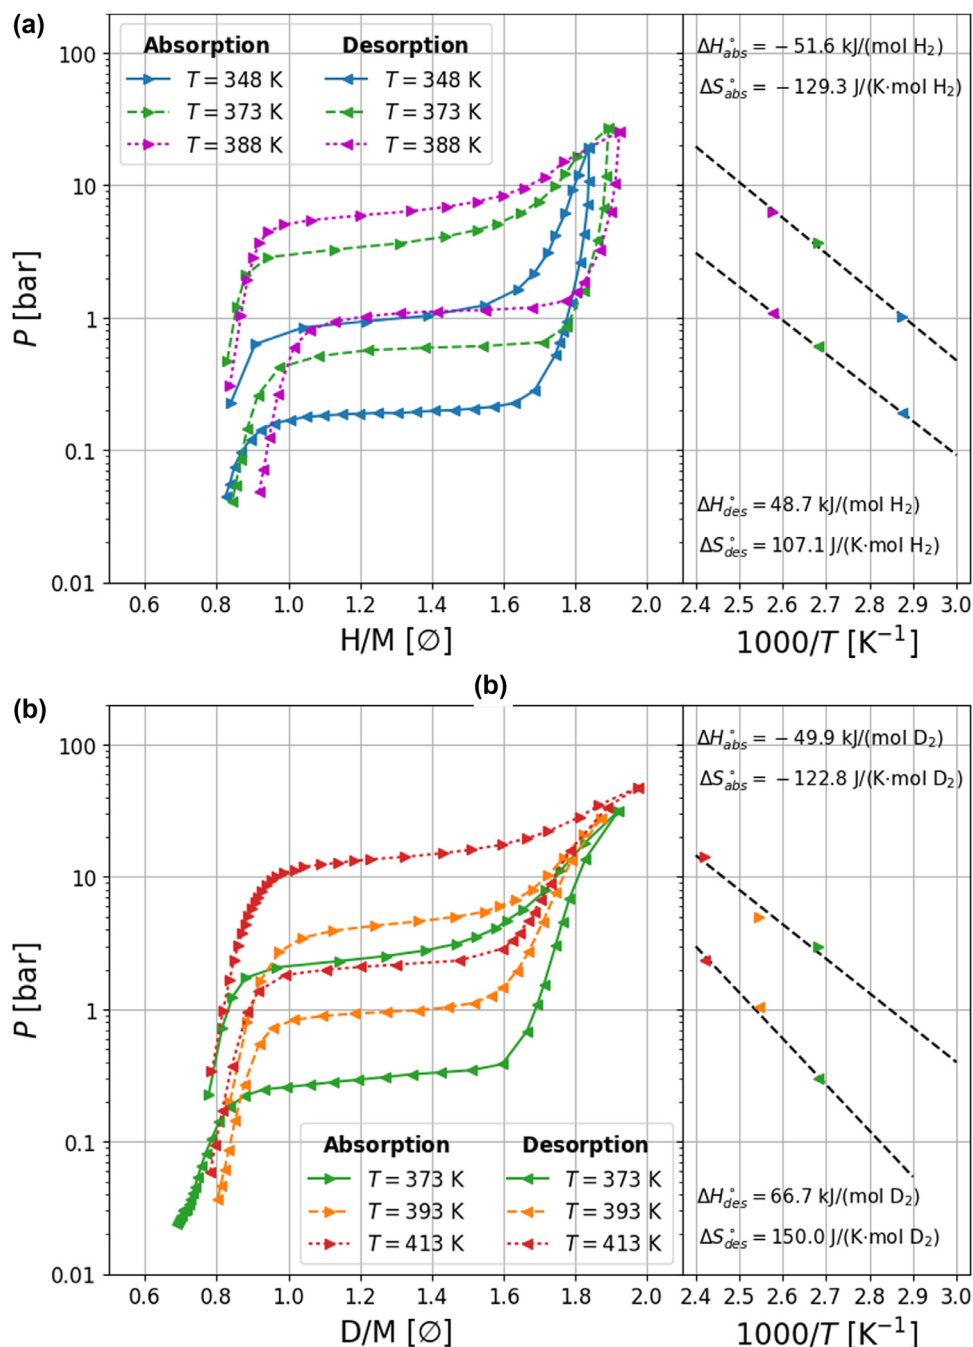 (a)
Absorption Desorption
T = 348 K T = 348 K
T = 373 K T = 373 K
T = 388 K T = 388 K
ΔH°abs = − 51.6 kJ/(mol H₂)
ΔS°abs = − 129.3 J/(K·mol H₂)
100
10
1
0.1
0.01
P [bar]
ΔH°des = 48.7 kJ/(mol H₂)
ΔS°des = 107.1 J/(K·mol H₂)
0.6 0.8 1.0 1.2 1.4 1.6 1.8 2.0 2.4 2.5 2.6 2.7 2.8 2.9 3.0
H/M [∅] 1000/T [K⁻¹]
(b)
(b)
ΔH°abs = − 49.9 kJ/(mol D₂)
ΔS°abs = − 122.8 J/(K·mol D₂)
100
10
1
0.1
0.01
P [bar]
Absorption Desorption
T = 373 K T = 373 K
T = 393 K T = 393 K
T = 413 K T = 413 K
ΔH°des = 66.7 kJ/(mol D₂)
ΔS°des = 150.0 J/(K·mol D₂)
0.6 0.8 1.0 1.2 1.4 1.6 1.8 2.0 2.4 2.5 2.6 2.7 2.8 2.9 3.0
D/M [∅] 1000/T [K⁻¹]